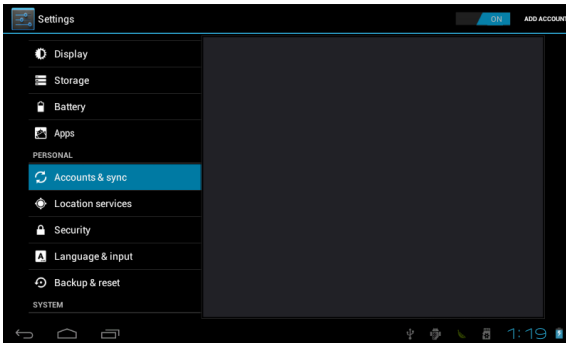 Settings
ON
ADD ACCOUNT
Display
Storage
Battery
Apps
PERSONAL
Accounts & sync
Location services
Security
A Language & input
Backup & reset
SYSTEM
1:19